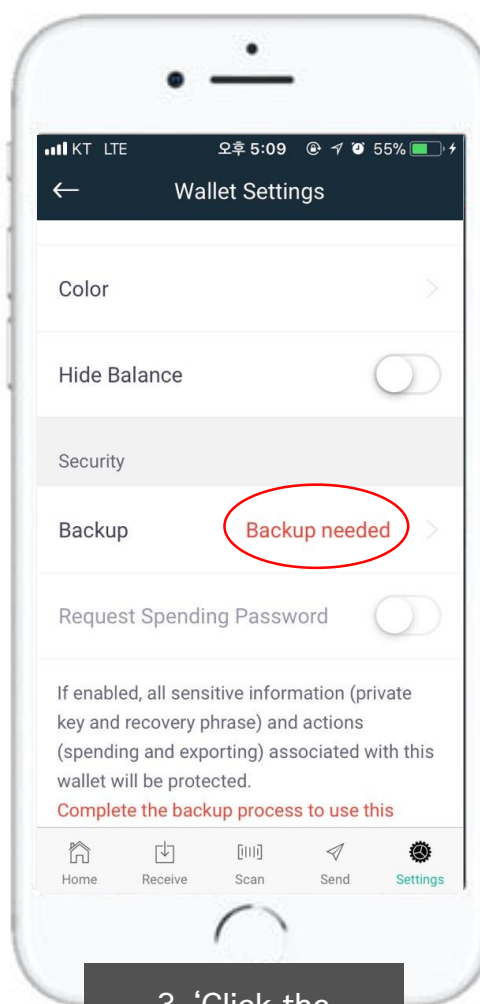 KT LTE 오후 5:09 55%
Wallet Settings
Color
Hide Balance
Security
Backup Backup needed
Request Spending Password
If enabled, all sensitive information (private
key and recovery phrase) and actions
(spending and exporting) associated with this
wallet will be protected.
Complete the backup process to use this
Home Receive Scan Send Settings
3. ‘Click the